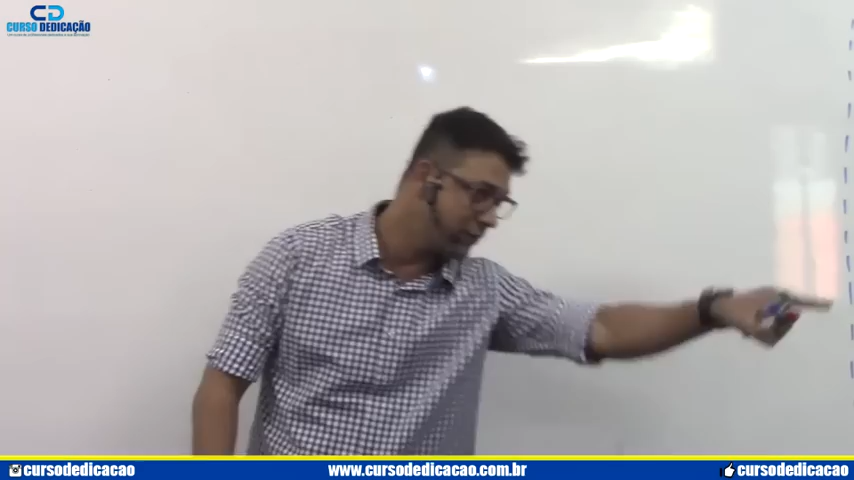 CD
CURSO DEDICAÇÃO
cursodedicacao
www.cursodedicacao.com.br
cursodedicacao